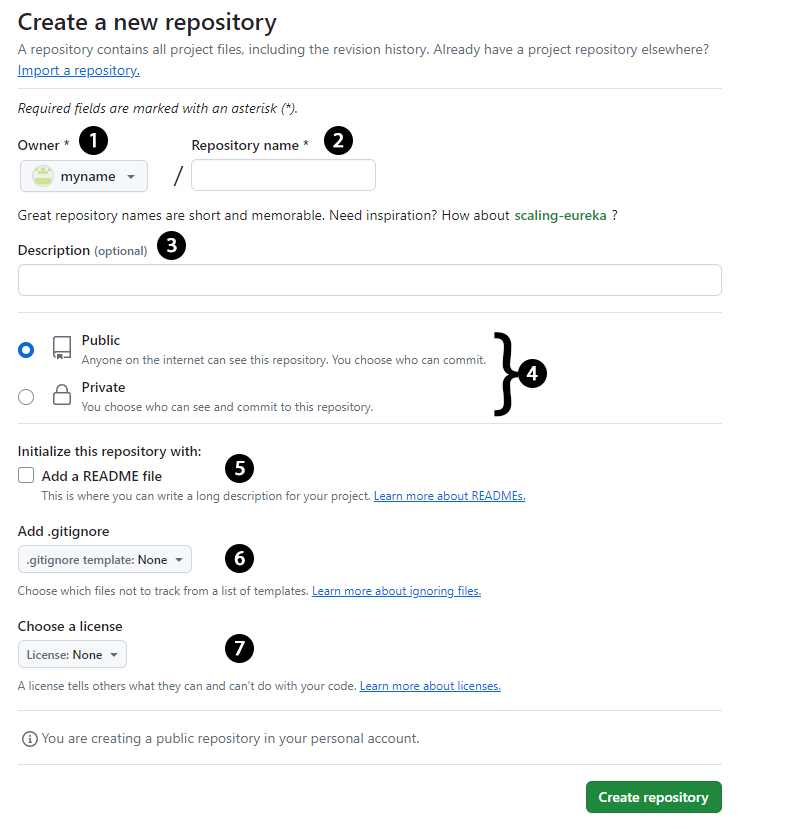 Create a new repository
A repository contains all project files, including the revision history. Already have a project repository elsewhere?
Import a repository.
Required fields are marked with an asterisk (*).
Owner * 1 Repository name * 2
myname / 
Great repository names are short and memorable. Need inspiration? How about scaling-eureka ?
Description (optional) 3
Public
Anyone on the internet can see this repository. You choose who can commit.
} 4
Private
You choose who can see and commit to this repository.
Initialize this repository with:
5
Add a README file
This is where you can write a long description for your project. Learn more about READMEs.
Add .gitignore
.gitignore template: None 6
Choose which files not to track from a list of templates. Learn more about ignoring files.
Choose a license
License: None 7
A license tells others what they can and can't do with your code. Learn more about licenses.
You are creating a public repository in your personal account.
Create repository